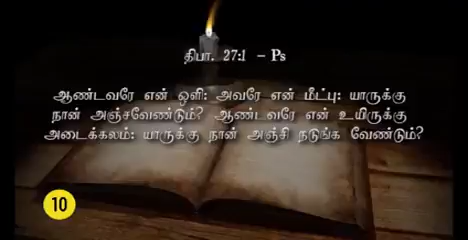 திபா. 27:1 – Ps
ஆண்டவரே என் ஒளி: அவரே என் மீட்பு: யாருக்கு
நான் அஞ்சவேண்டும்? ஆண்டவரே என் உயிருக்கு
அடைக்கலம்: யாருக்கு நான் அஞ்சி நடுங்க வேண்டும்?
10